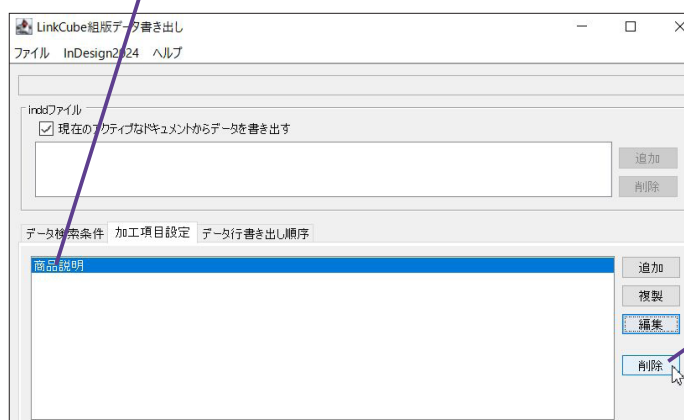 LinkCube組版データ書き出し
ファイル InDesign2024 ヘルプ
inddファイル
現在のアクティブなドキュメントからデータを書き出す
追加
削除
データ検索条件 加工項目設定 データ行書き出し順序
商品説明
追加
複製
編集
削除